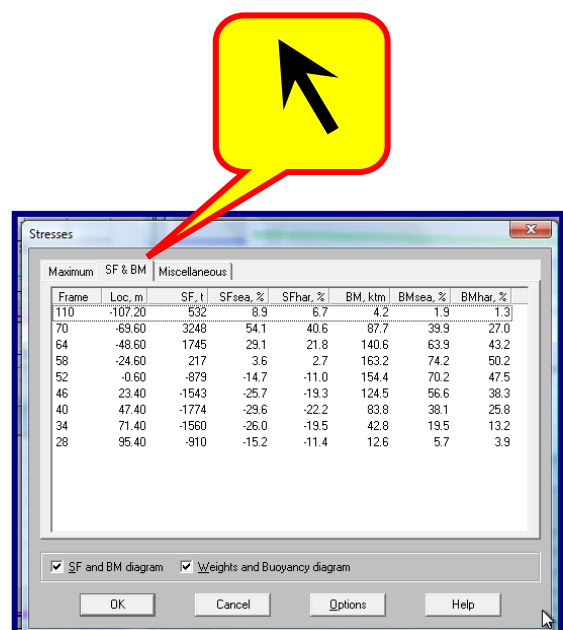 Stresses
Maximum SF & BM Miscellaneous
Frame Loc, m SF, t SFsea, % SFhar, % BM, ktm BMsea, % BMhar, %
110 -107.20 532 8.9 6.7 4.2 1.9 1.3
70 -69.60 3248 54.1 40.6 87.7 39.9 27.0
64 -48.60 1745 29.1 21.8 140.6 63.9 43.2
58 -24.60 217 3.6 2.7 163.2 74.2 50.2
52 -0.60 -879 -14.7 -11.0 154.4 70.2 47.5
46 23.40 -1543 -25.7 -19.3 124.5 56.6 38.3
40 47.40 -1774 -29.6 -22.2 83.8 38.1 25.8
34 71.40 -1560 -26.0 -19.5 42.8 19.5 13.2
28 95.40 -910 -15.2 -11.4 12.6 5.7 3.9
SF and BM diagram Weights and Buoyancy diagram
OK Cancel Options Help